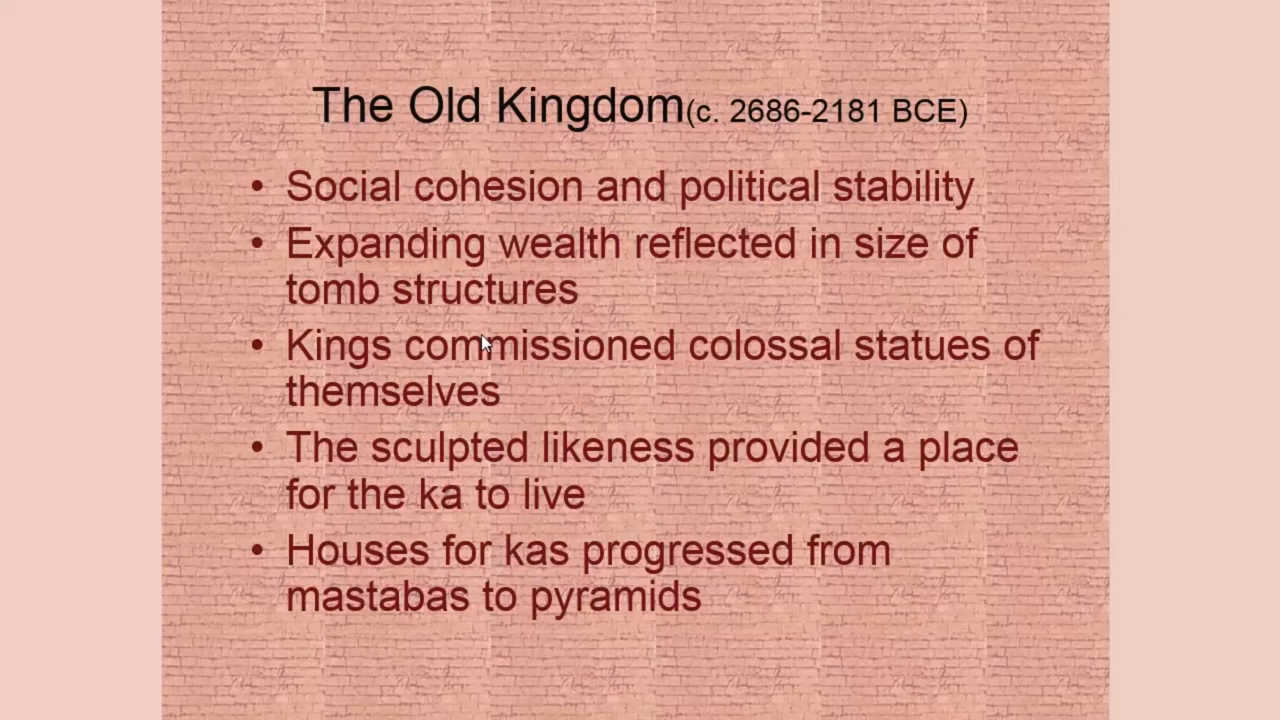 The Old Kingdom(c. 2686-2181 BCE)
• Social cohesion and political stability
• Expanding wealth reflected in size of
tomb structures
• Kings commissioned colossal statues of
themselves
• The sculpted likeness provided a place
for the ka to live
• Houses for kas progressed from
mastabas to pyramids